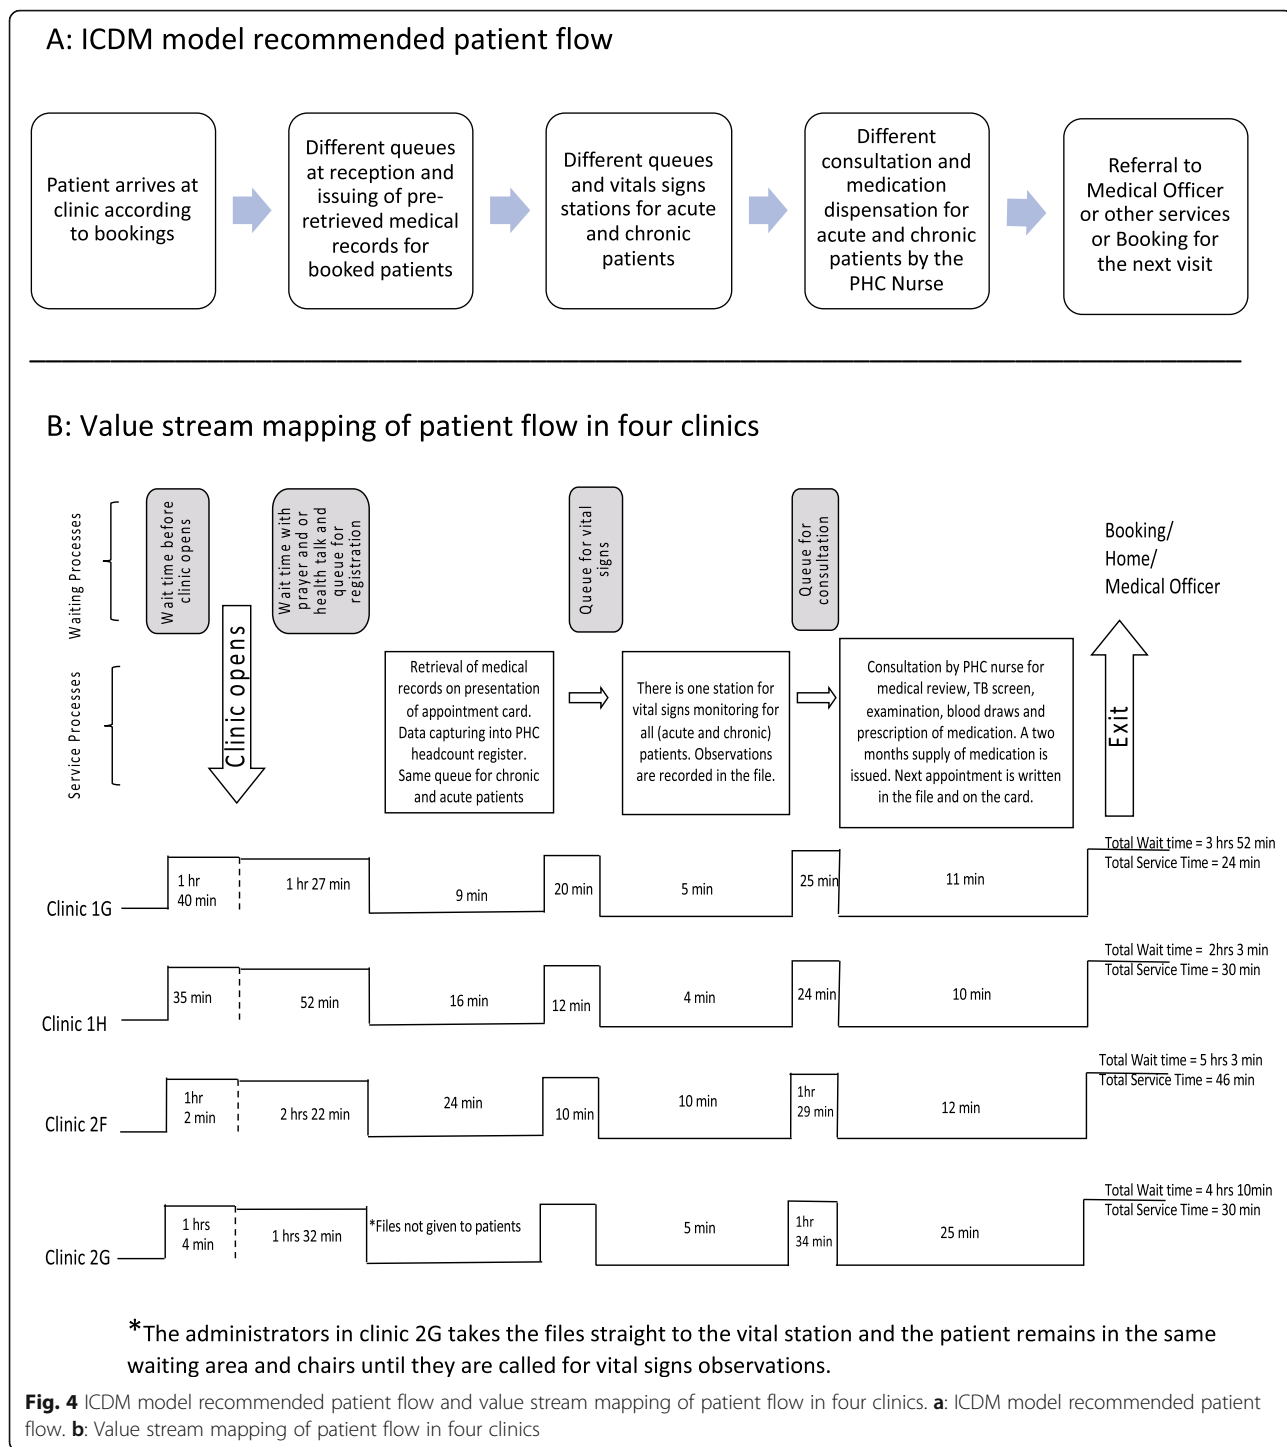 A: ICDM model recommended patient flow
Patient arrives at
clinic according
to bookings
Different queues
at reception and
issuing of pre-
retrieved medical
records for
booked patients
Different queues
and vitals signs
stations for acute
and chronic
patients
Different
consultation and
medication
dispensation for
acute and chronic
patients by the
PHC Nurse
Referral to
Medical Officer
or other services
or Booking for
the next visit
B: Value stream mapping of patient flow in four clinics
Waiting Processes
Wait time before
clinic opens
Wait time with
prayer and or
health talk and
queue for
registration
Queue for vital
signs
Queue for
consultation
Booking/
Home/
Medical Officer
Service Processes
Clinic opens
Retrieval of medical
records on presentation
of appointment card.
Data capturing into PHC
headcount register.
Same queue for chronic
and acute patients
There is one station for
vital signs monitoring for
all (acute and chronic)
patients. Observations
are recorded in the file.
Consultation by PHC nurse for
medical review, TB screen,
examination, blood draws and
prescription of medication. A two
months supply of medication is
issued. Next appointment is written
in the file and on the card.
Exit
Clinic 1G
1 hr
40 min
1 hr 27 min
9 min
20 min
5 min
25 min
11 min
Total Wait time = 3 hrs 52 min
Total Service Time = 24 min
Clinic 1H
35 min
52 min
16 min
12 min
4 min
24 min
10 min
Total Wait time = 2hrs 3 min
Total Service Time = 30 min
Clinic 2F
1hr
2 min
2 hrs 22 min
24 min
10 min
10 min
1hr
29 min
12 min
Total Wait time = 5 hrs 3 min
Total Service Time = 46 min
Clinic 2G
1 hrs
4 min
1 hrs 32 min
*Files not given to patients
5 min
1hr
34 min
25 min
Total Wait time = 4 hrs 10min
Total Service Time = 30 min
*The administrators in clinic 2G takes the files straight to the vital station and the patient remains in the same
waiting area and chairs until they are called for vital signs observations.
Fig. 4 ICDM model recommended patient flow and value stream mapping of patient flow in four clinics. a: ICDM model recommended patient
flow. b: Value stream mapping of patient flow in four clinics